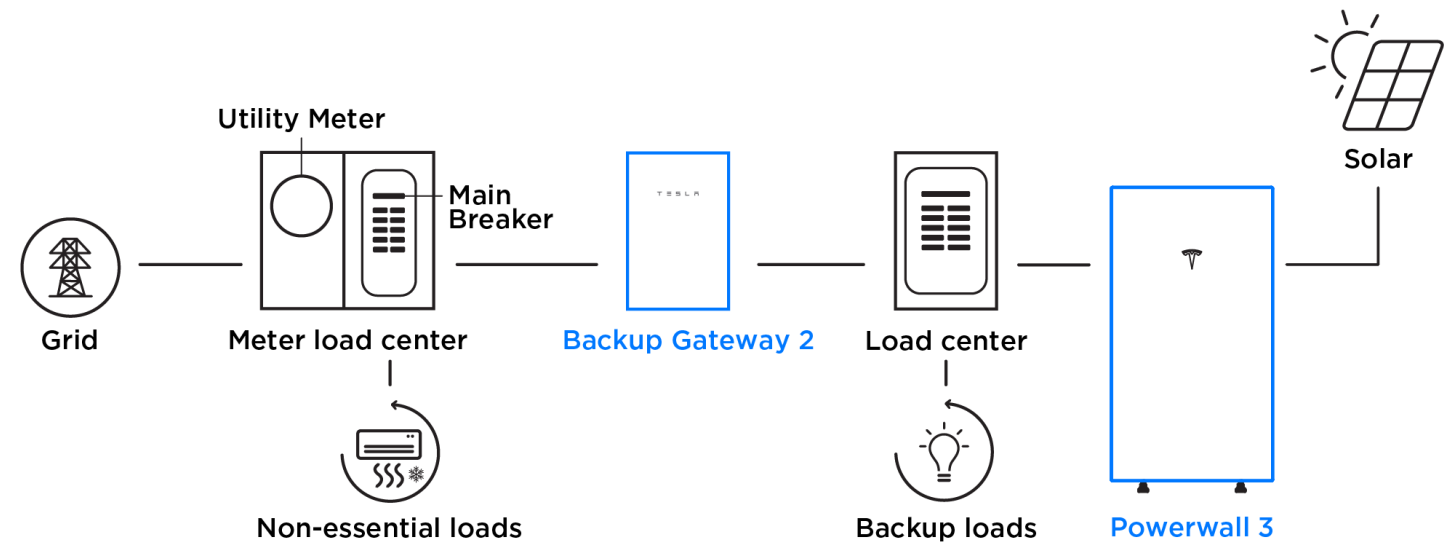 Utility Meter
Main
Breaker
TESLA
Solar
Grid
Meter load center
Backup Gateway 2
Load center
Non-essential loads
Backup loads
Powerwall 3